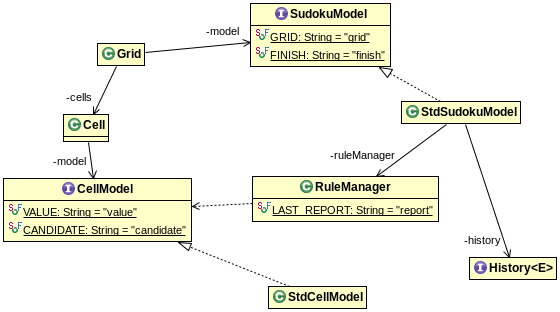 SudokuModel
GRID: String = "grid"
FINISH: String = "finish"
-model
Grid
-cells
StdSudokuModel
Cell
-model
-ruleManager
CellModel
VALUE: String = "value"
CANDIDATE: String = "candidate"
RuleManager
LAST_REPORT: String = "report"
-history
History<E>
StdCellModel